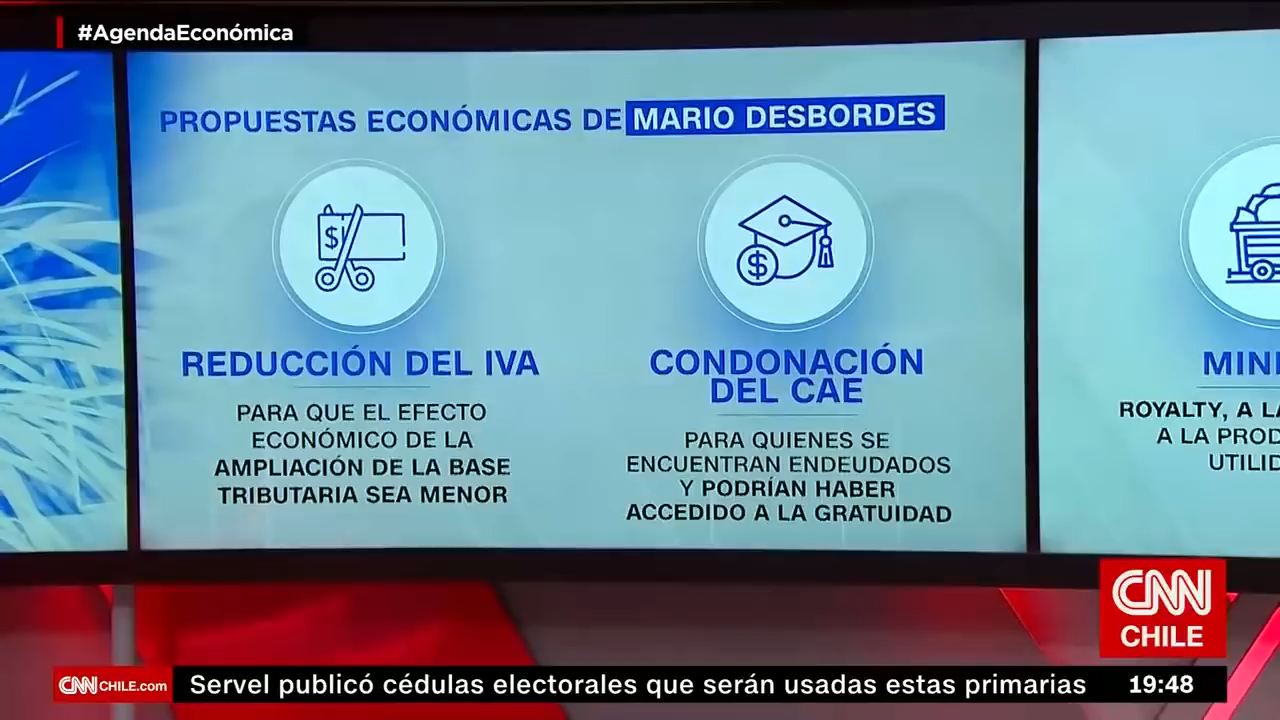 #AgendaEconómica
PROPUESTAS ECONÓMICAS DE MARIO DESBORDES
$
$
REDUCCIÓN DEL IVA
PARA QUE EL EFECTO
ECONÓMICO DE LA
AMPLIACIÓN DE LA BASE
TRIBUTARIA SEA MENOR
CONDONACIÓN
DEL CAE
PARA QUIENES SE
ENCUENTRAN ENDEUDADOS
Y PODRÍAN HABER
ACCEDIDO A LA GRATUIDAD
ROYALTY, A
A LA
CNN
CHILE
CNNCHILE.com
Servel publicó cédulas electorales que serán usadas estas primarias
19:48